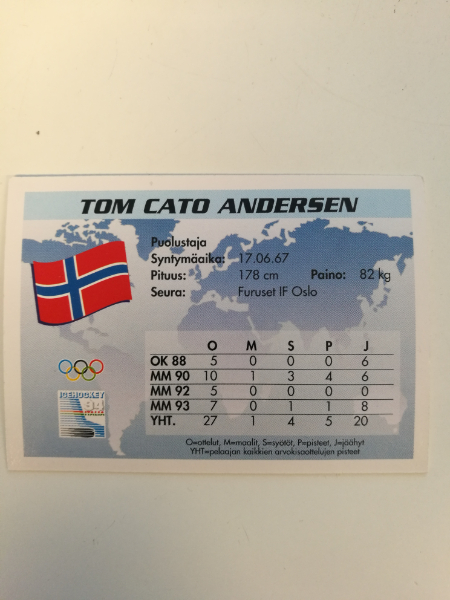 TOM CATO ANDERSEN
Puolustaja
Syntymäaika: 17.06.67
Pituus: 178 cm Paino: 82 kg
Seura: Furuset IF Oslo
O M S P J
OK 88 5 0 0 0 6
MM 90 10 1 3 4 6
MM 92 5 0 0 0 0
MM 93 7 0 1 1 8
YHT. 27 1 4 5 20
ICEHOCKEY
94
O=ottelut, M=maalit, S=syötöt, P=pisteet, J=jäähyt
YHT=pelaajan kaikkien arvokisaottelujen pisteet